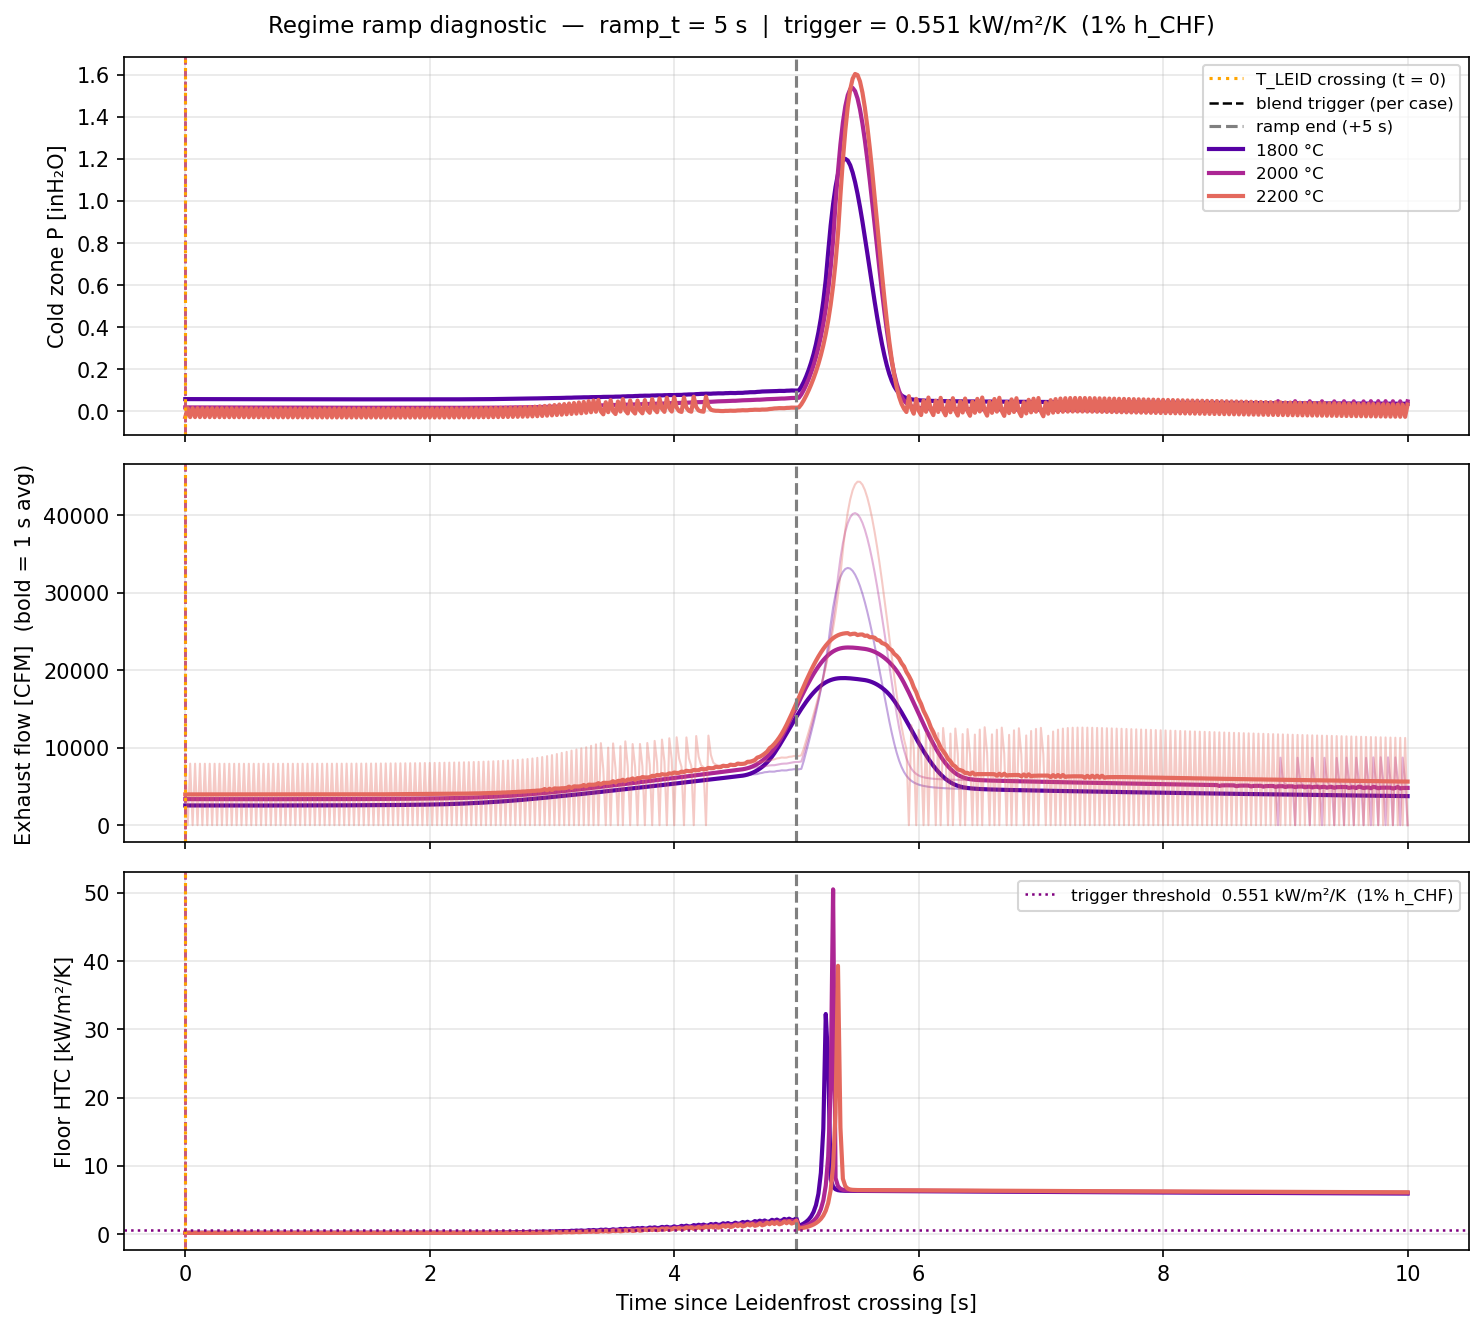 Regime ramp diagnostic  —  ramp_t = 5 s  |  trigger = 0.551 kW/m²/K  (1% h_CHF)
Cold zone P [inH₂O]
1.6
1.4
1.2
1.0
0.8
0.6
0.4
0.2
0.0
T_LEID crossing (t = 0)
blend trigger (per case)
ramp end (+5 s)
1800 °C
2000 °C
2200 °C
Exhaust flow [CFM]  (bold = 1 s avg)
40000
30000
20000
10000
0
Floor HTC [kW/m²/K]
50
40
30
20
10
0
trigger threshold  0.551 kW/m²/K  (1% h_CHF)
0 2 4 6 8 10
Time since Leidenfrost crossing [s]